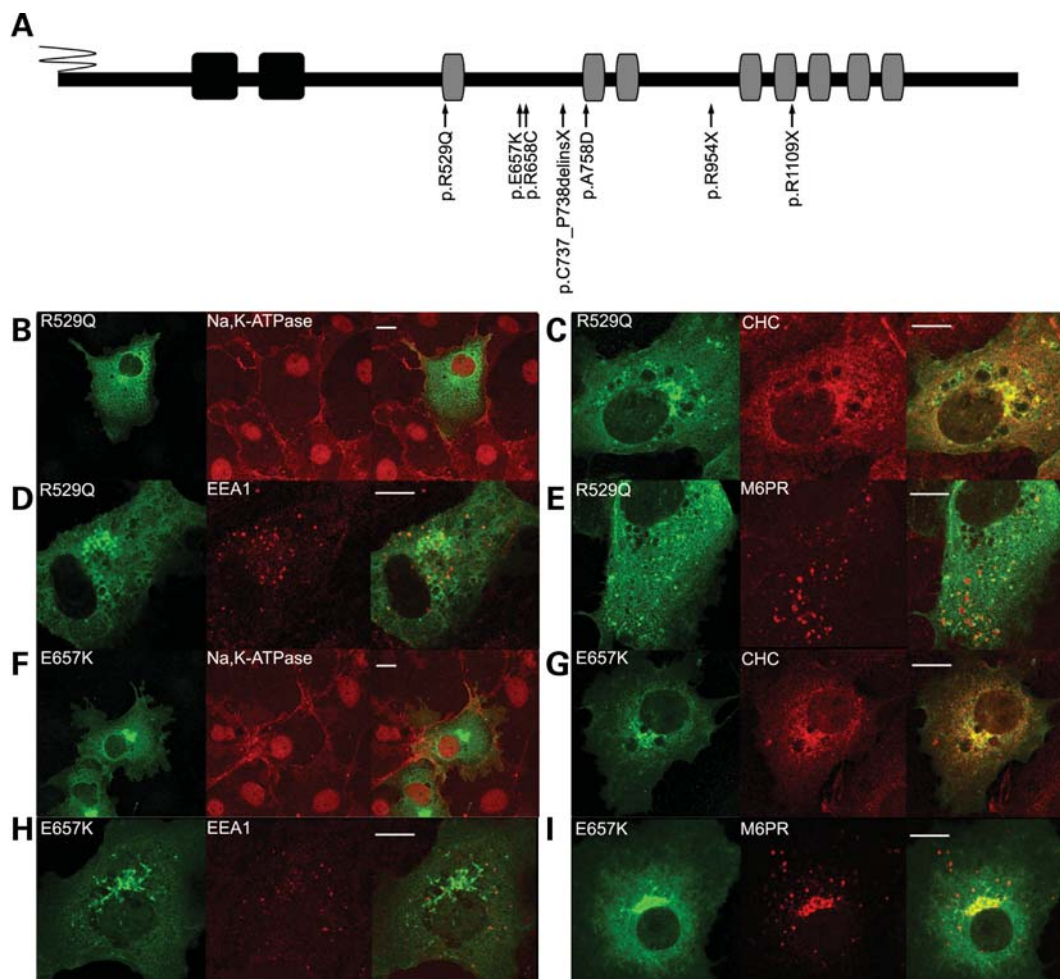 A
p.R529Q
p.E657K
p.R658C
p.C737_P738delinsX
p.A758D
p.R954X
p.R1109X
B
R529Q
Na,K-ATPase
C
R529Q
CHC
D
R529Q
EEA1
E
R529Q
M6PR
F
E657K
Na,K-ATPase
G
E657K
CHC
H
E657K
EEA1
I
E657K
M6PR